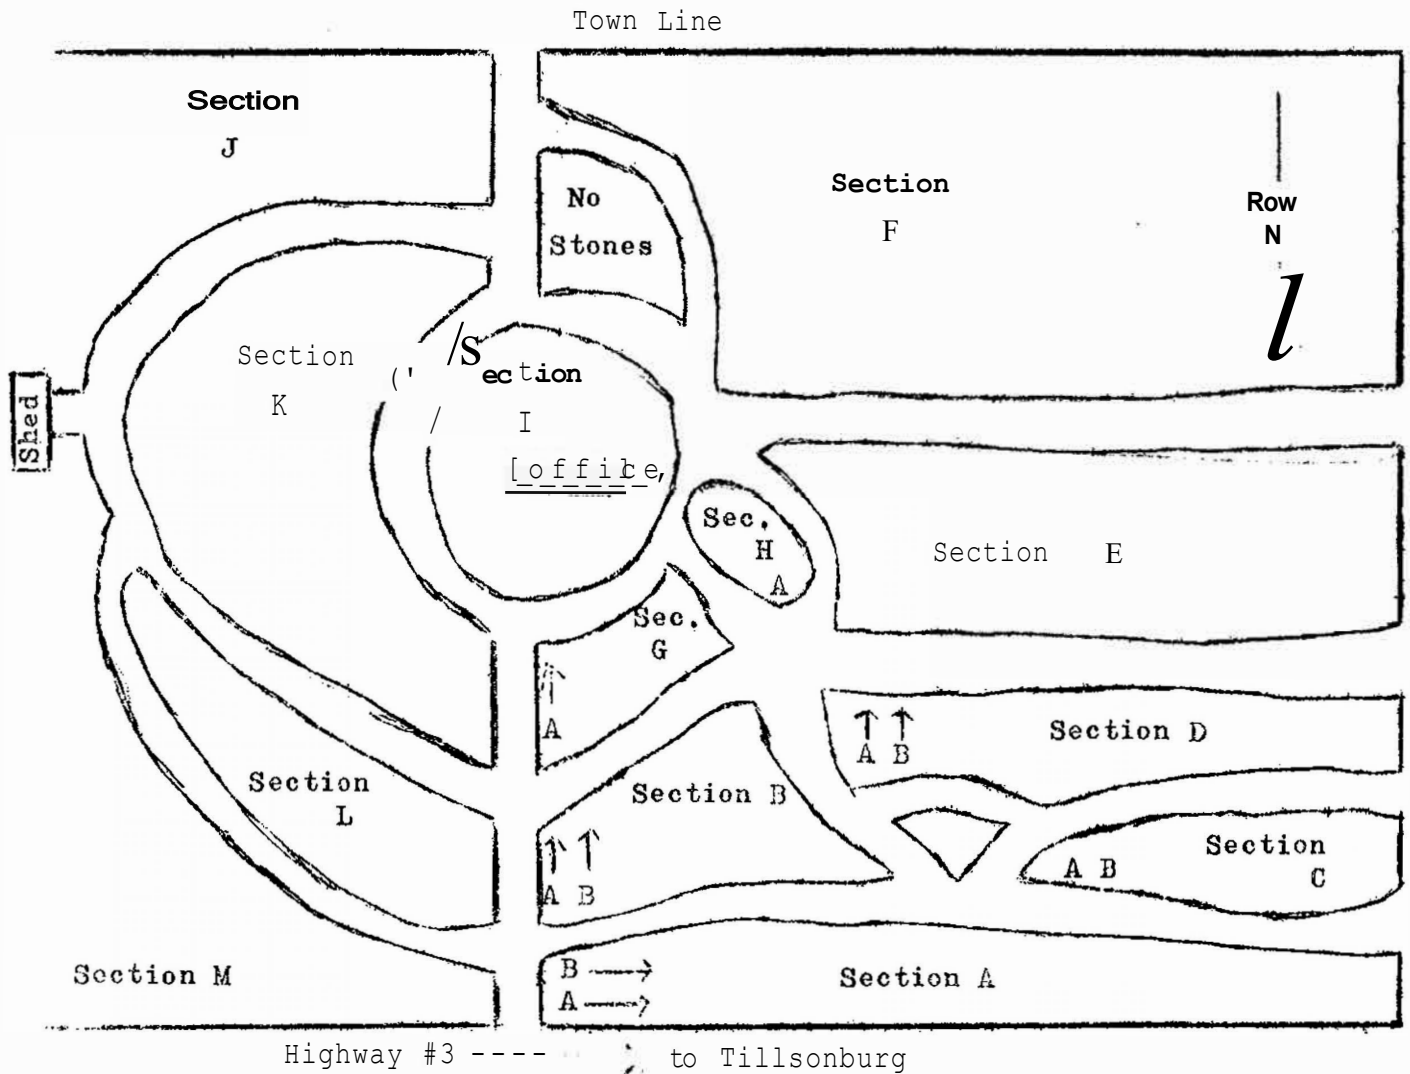 Town Line
Section
J
No
Stones
Section
F
Row
N
Section
K
Section
I
office
Shed
Sec.
H
A
Section E
Sec.
G
A
Section D
A B
Section B
A B
Section
L
Section
C
A B
Section M
B
A
Section A
Highway #3 ---- to Tillsonburg